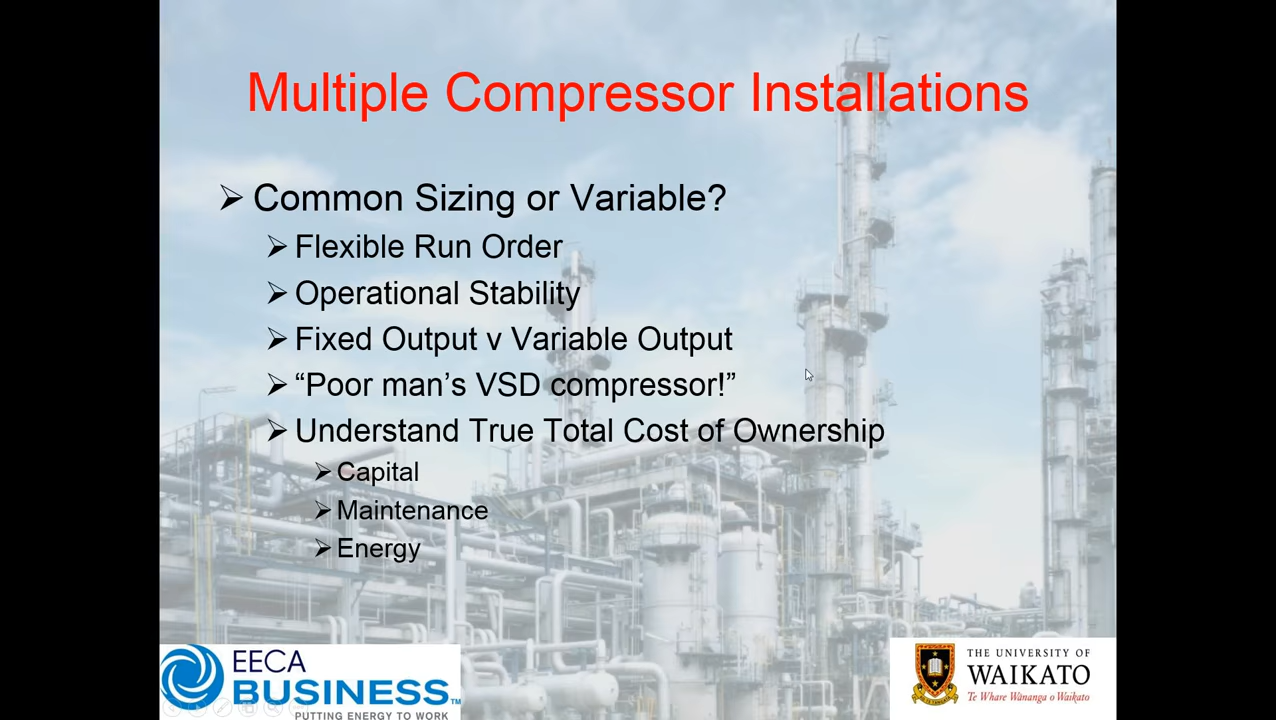 Multiple Compressor Installations
Common Sizing or Variable?
Flexible Run Order
Operational Stability
Fixed Output v Variable Output
“Poor man’s VSD compressor!”
Understand True Total Cost of Ownership
Capital
Maintenance
Energy
EECA
BUSINESS™
PUTTING ENERGY TO WORK
THE UNIVERSITY OF
WAIKATO
Te Whare Wānanga o Waikato